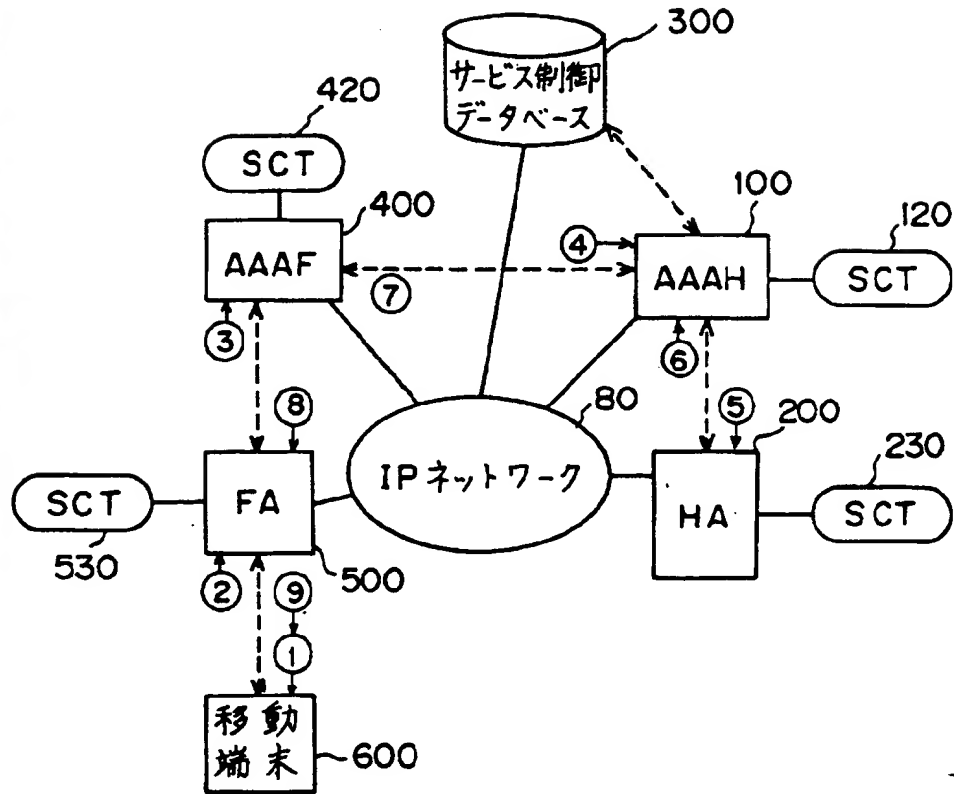 300
サービス制御
データベース
420
SCT
400
AAAF
100
120
AAAH
SCT
④
⑦
③
⑥
⑧
80
⑤
200
230
IPネットワーク
SCT
FA
HA
SCT
530
②
500
⑨
①
移動
端末
600